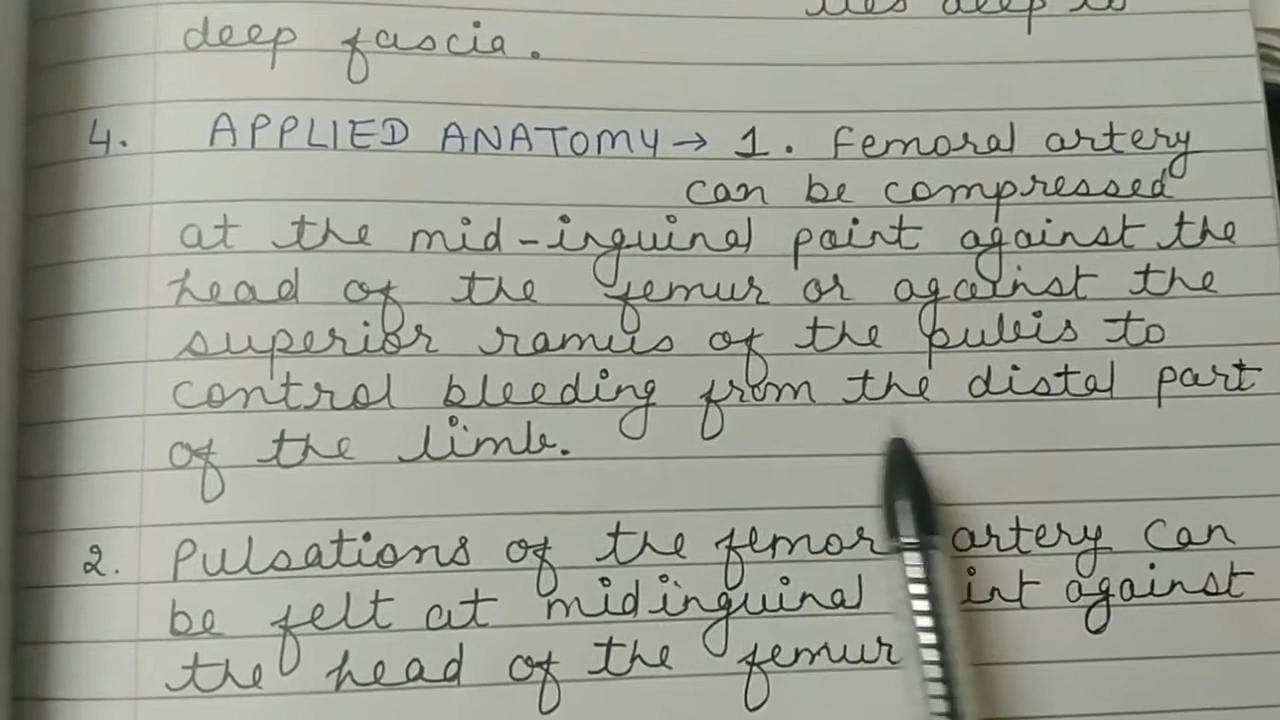 lies deep to
deep fascia.
4. APPLIED ANATOMY → 1. Femoral artery
can be compressed
at the mid-inguinal point against the
head of the femur or against the
superior ramus of the pubis to
control bleeding from the distal part
of the limb.
2. Pulsations of the femor artery can
be felt at midinguinal int against
the head of the femur